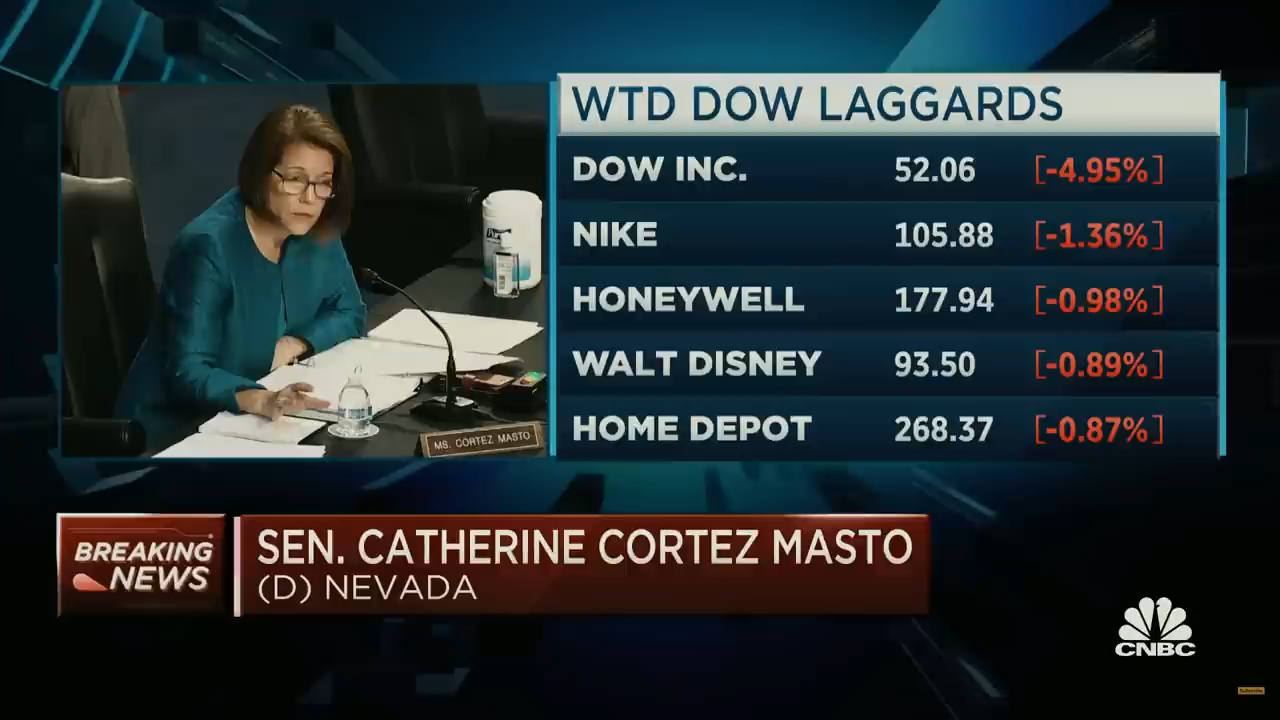 WTD DOW LAGGARDS
DOW INC. 52.06 [-4.95%]
NIKE 105.88 [-1.36%]
HONEYWELL 177.94 [-0.98%]
WALT DISNEY 93.50 [-0.89%]
HOME DEPOT 268.37 [-0.87%]
MS. CORTEZ MASTO
BREAKING NEWS
SEN. CATHERINE CORTEZ MASTO
(D) NEVADA
CNBC
Subscribe